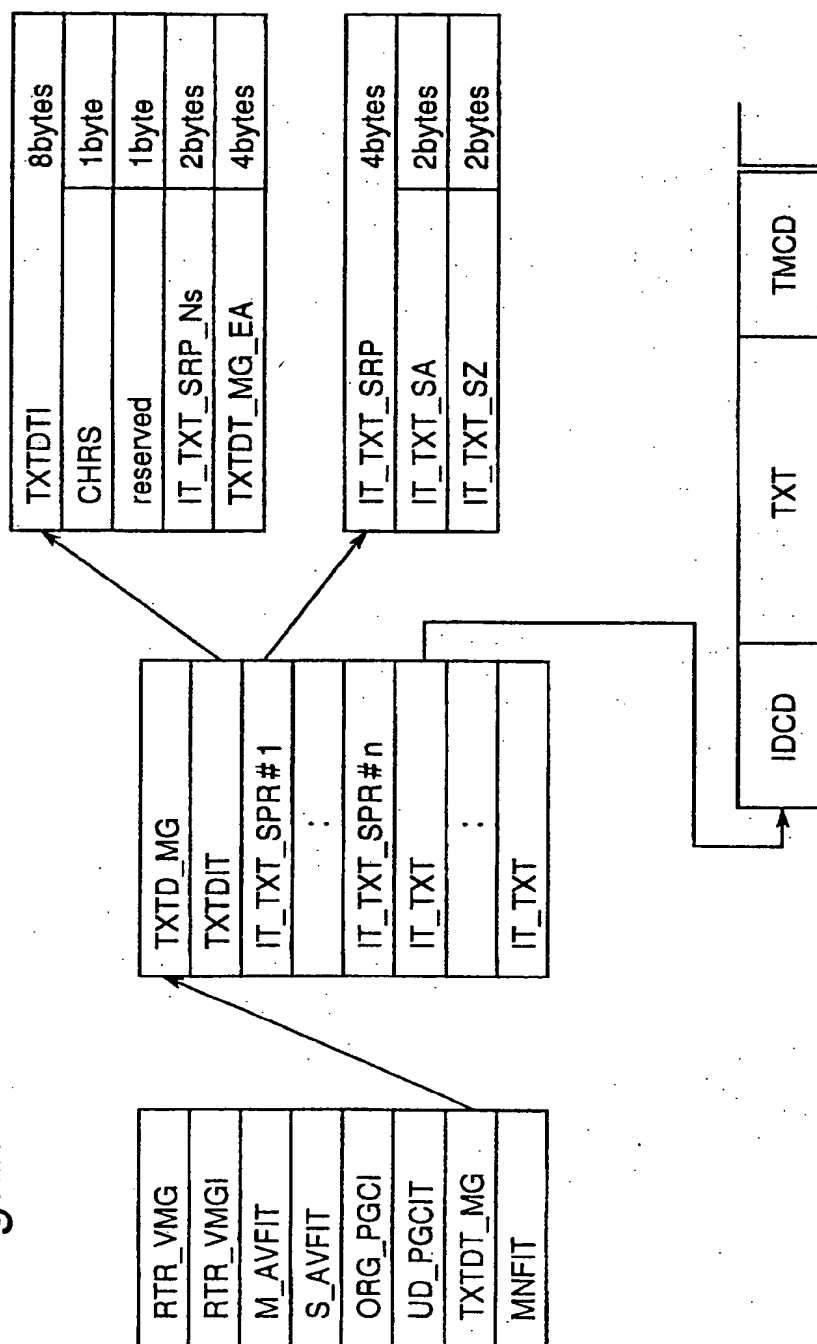 RTR_VMG
RTR_VMGI
M_AVFIT
S_AVFIT
ORG_PGCI
UD_PGCIT
TXTDT_MG
MNFIT
TXTD_MG
TXTDIT
IT_TXT_SPR#1
:
IT_TXT_SPR#n
IT_TXT
:
IT_TXT
TXTDTI 8bytes
CHRS 1byte
reserved 1byte
IT_TXT_SRP_Ns 2bytes
TXTDT_MG_EA 4bytes
IT_TXT_SRP 4bytes
IT_TXT_SA 2bytes
IT_TXT_SZ 2bytes
IDCD TXT TMCD